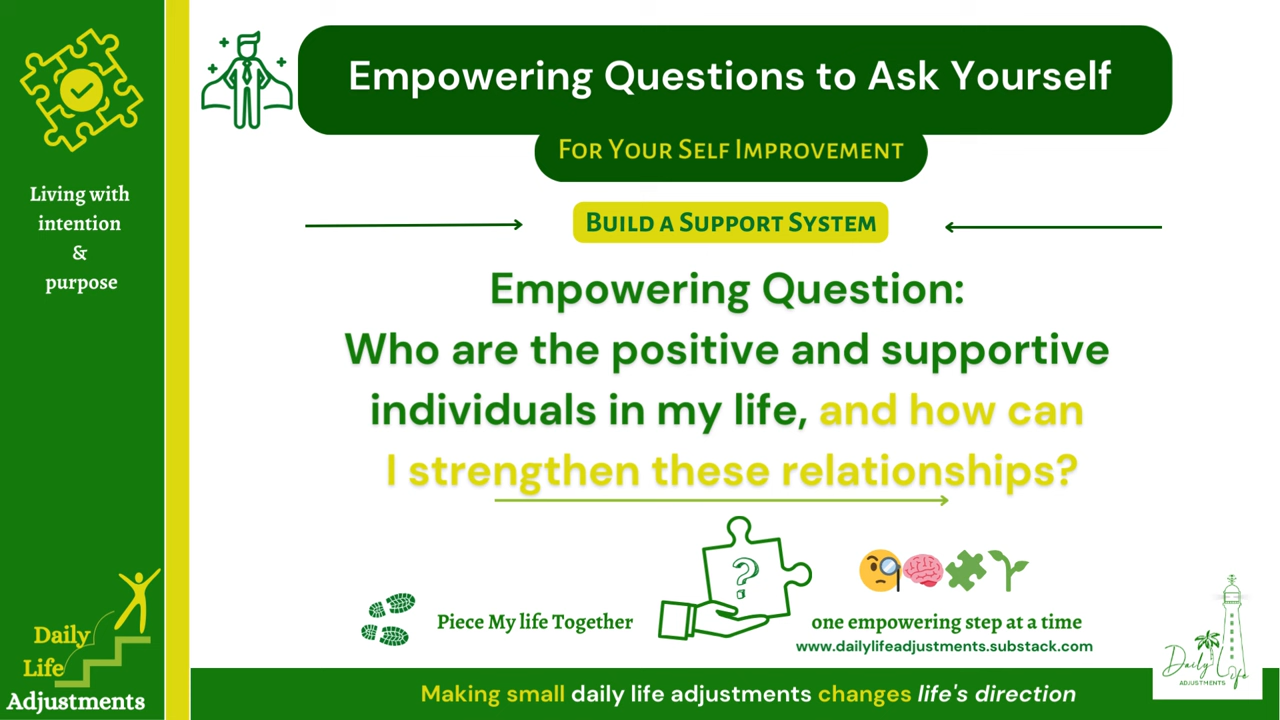 Empowering Questions to Ask Yourself
For Your Self Improvement
Build a Support System
Living with
intention
&
purpose
Empowering Question:
Who are the positive and supportive
individuals in my life, and how can
I strengthen these relationships?
?
Piece My life Together
one empowering step at a time
www.dailylifeadjustments.substack.com
Daily
Life
Adjustments
Daily Life
ADJUSTMENTS
Making small daily life adjustments changes life's direction